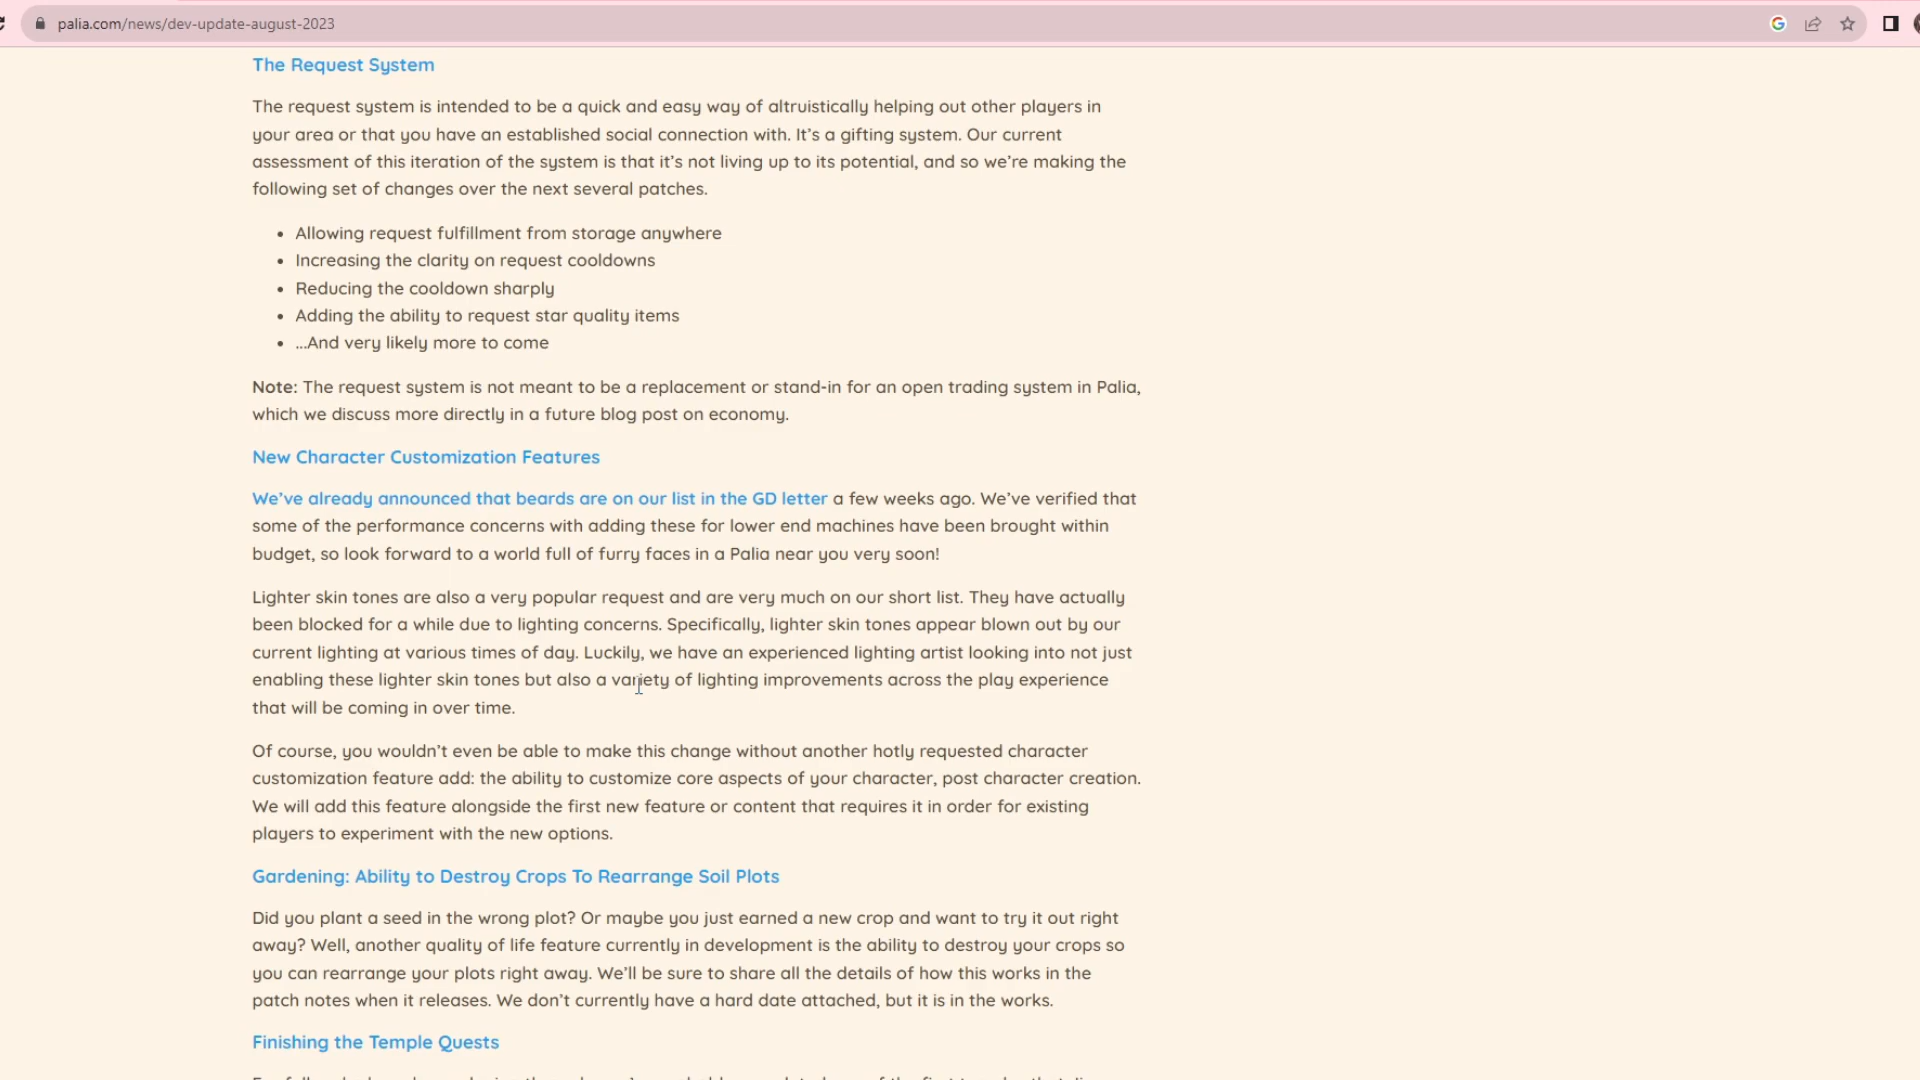 palia.com/news/dev-update-august-2023
The Request System
The request system is intended to be a quick and easy way of altruistically helping out other players in
your area or that you have an established social connection with. It’s a gifting system. Our current
assessment of this iteration of the system is that it’s not living up to its potential, and so we’re making the
following set of changes over the next several patches.
• Allowing request fulfillment from storage anywhere
• Increasing the clarity on request cooldowns
• Reducing the cooldown sharply
• Adding the ability to request star quality items
• ...And very likely more to come
Note: The request system is not meant to be a replacement or stand-in for an open trading system in Palia,
which we discuss more directly in a future blog post on economy.
New Character Customization Features
We’ve already announced that beards are on our list in the GD letter a few weeks ago. We’ve verified that
some of the performance concerns with adding these for lower end machines have been brought within
budget, so look forward to a world full of furry faces in a Palia near you very soon!
Lighter skin tones are also a very popular request and are very much on our short list. They have actually
been blocked for a while due to lighting concerns. Specifically, lighter skin tones appear blown out by our
current lighting at various times of day. Luckily, we have an experienced lighting artist looking into not just
enabling these lighter skin tones but also a variety of lighting improvements across the play experience
that will be coming in over time.
Of course, you wouldn’t even be able to make this change without another hotly requested character
customization feature add: the ability to customize core aspects of your character, post character creation.
We will add this feature alongside the first new feature or content that requires it in order for existing
players to experiment with the new options.
Gardening: Ability to Destroy Crops To Rearrange Soil Plots
Did you plant a seed in the wrong plot? Or maybe you just earned a new crop and want to try it out right
away? Well, another quality of life feature currently in development is the ability to destroy your crops so
you can rearrange your plots right away. We’ll be sure to share all the details of how this works in the
patch notes when it releases. We don’t currently have a hard date attached, but it is in the works.
Finishing the Temple Quests